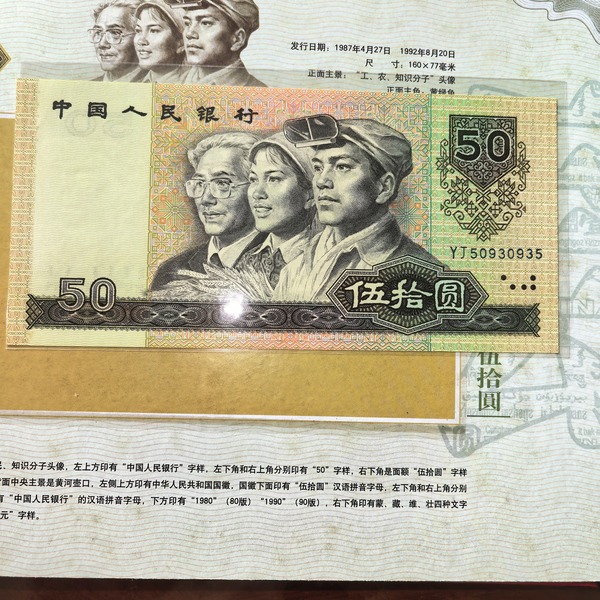 发行日期：1987年4月27日 1992年8月20日
尺 寸：160×77毫米
正面主景："工、农、知识分子"头像
正面主色：黄绿色
中国人民银行
50
YJ50930935
50
伍拾圆
伍拾圆
、知识分子头像，左上方印有"中国人民银行"字样，左下角和右上角分别印有"50"字样，右下角是面额"伍拾圆"字样
面中央主景是黄河壶口，左侧上方印有中华人民共和国国徽，国徽下面印有"伍拾圆"汉语拼音字母，左下角和右上角分别
有"中国人民银行"的汉语拼音字母，下方印有"1980"（80版）"1990"（90版），右下角印有蒙、藏、维、壮四种文字
元"字样。